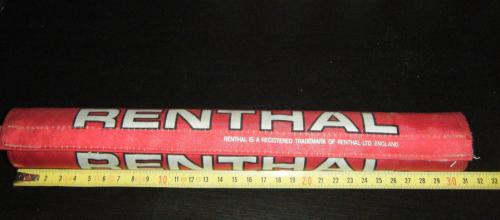 RENTHAL
RENTHAL IS A REGISTERED TRADEMARK OF RENTHAL LTD ENGLAND
RENTHAL
2 3 4 5 6 7 8 9 10 11 12 13 14 15 16 17 18 19 20 21 22 23 24 25 26 27 28 29 30 31 32 33